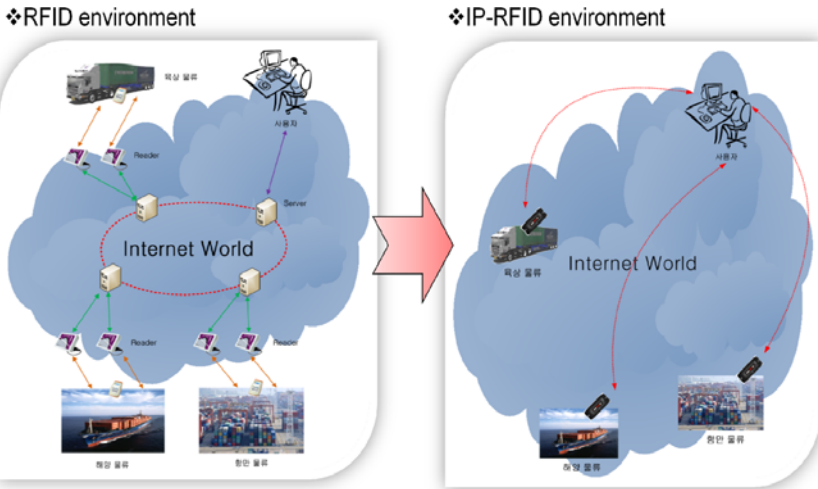 ❖RFID environment
육상 물류
사용자
Reader
Server
Internet World
Reader
Reader
해양 물류
항만 물류
❖IP-RFID environment
사용자
육상 물류
Internet World
항만 물류
해양 물류